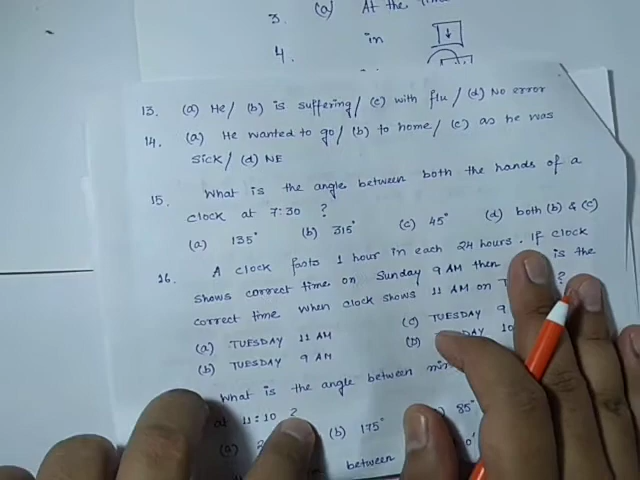 3. (a) At the
4. in
13. (a) He/ (b) is suffering/ (c) with flu/ (d) No error
14. (a) He wanted to go/ (b) to home/ (c) as he was
sick/ (d) NE
15. What is the angle between both the hands of a
clock at 7:30 ?
(a) 135° (b) 315° (c) 45° (d) both (b) & (c)
16. A clock fasts 1 hour in each 24 hours. If clock
shows correct time on Sunday 9 AM then is the
correct time when clock shows 11 AM on ?
(a) TUESDAY 11 AM (c) TUESDAY 9
(b) TUESDAY 9 AM (D) 10
What is the angle between
at 11:10 ?
(a) (b) 175° 85°
between